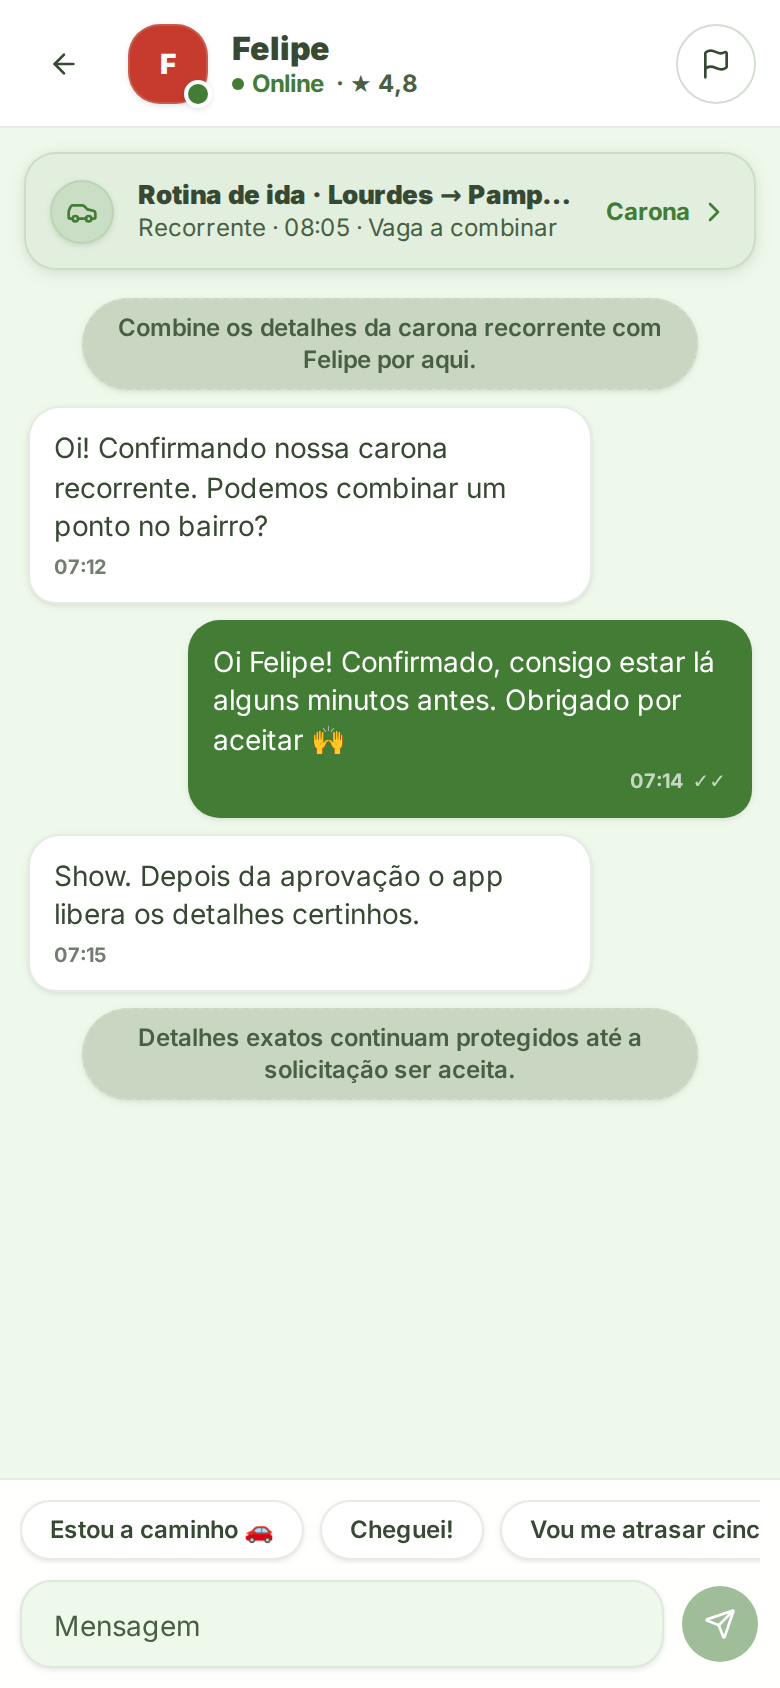 F
Felipe
Online · ★ 4,8
Rotina de ida · Lourdes → Pamp...
Recorrente · 08:05 · Vaga a combinar
Carona
Combine os detalhes da carona recorrente com
Felipe por aqui.
Oi! Confirmando nossa carona
recorrente. Podemos combinar um
ponto no bairro?
07:12
Oi Felipe! Confirmado, consigo estar lá
alguns minutos antes. Obrigado por
aceitar 🙌
07:14 ✓✓
Show. Depois da aprovação o app
libera os detalhes certinhos.
07:15
Detalhes exatos continuam protegidos até a
solicitação ser aceita.
Estou a caminho 🚗
Cheguei!
Vou me atrasar cinc
Mensagem